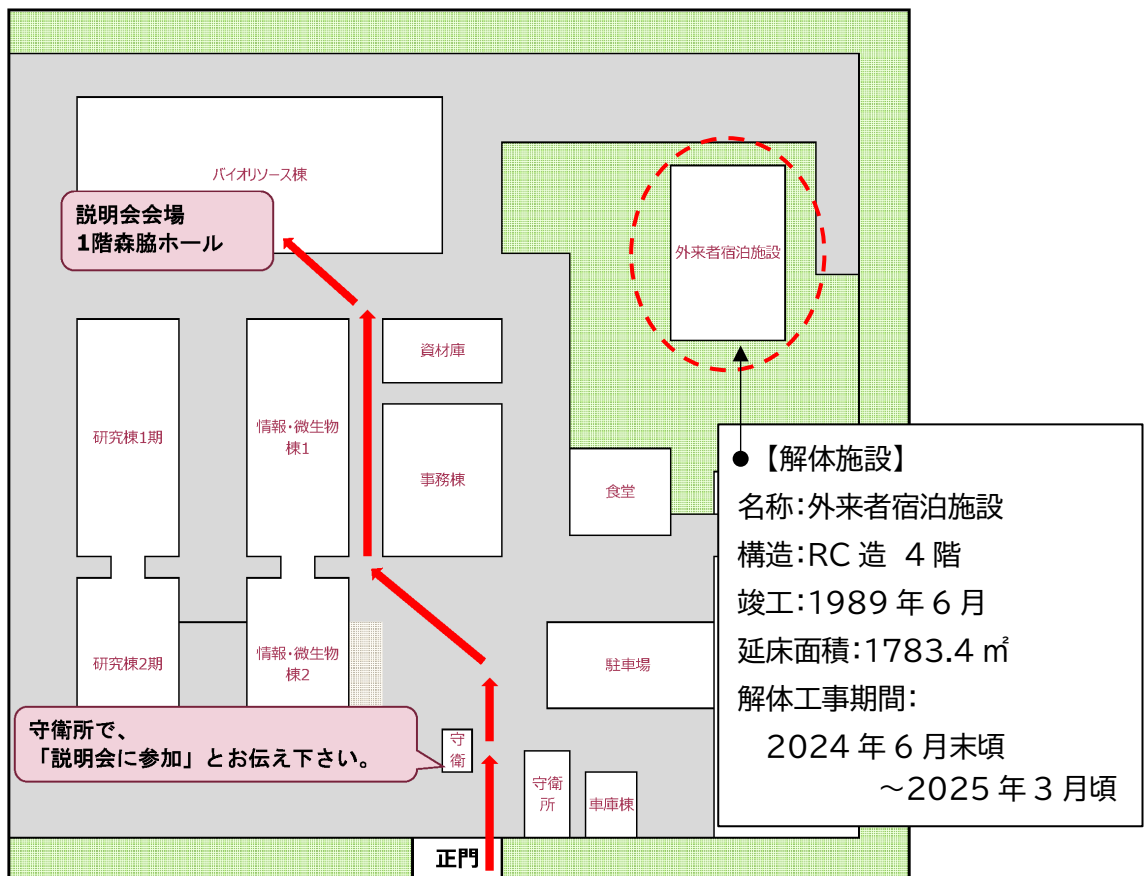 バイオリソース棟
説明会会場
1階森脇ホール
外来者宿泊施設
資材庫
研究棟1期
情報・微生物
棟1
事務棟
食堂
【解体施設】
名称：外来者宿泊施設
構造：RC 造 4 階
竣工：1989 年 6 月
延床面積：1783.4 ㎡
解体工事期間：
2024 年 6 月末頃
～2025 年 3 月頃
研究棟2期
情報・微生物
棟2
駐車場
守衛所で、
「説明会に参加」とお伝え下さい。
守
衛
守衛
所
車庫棟
正門